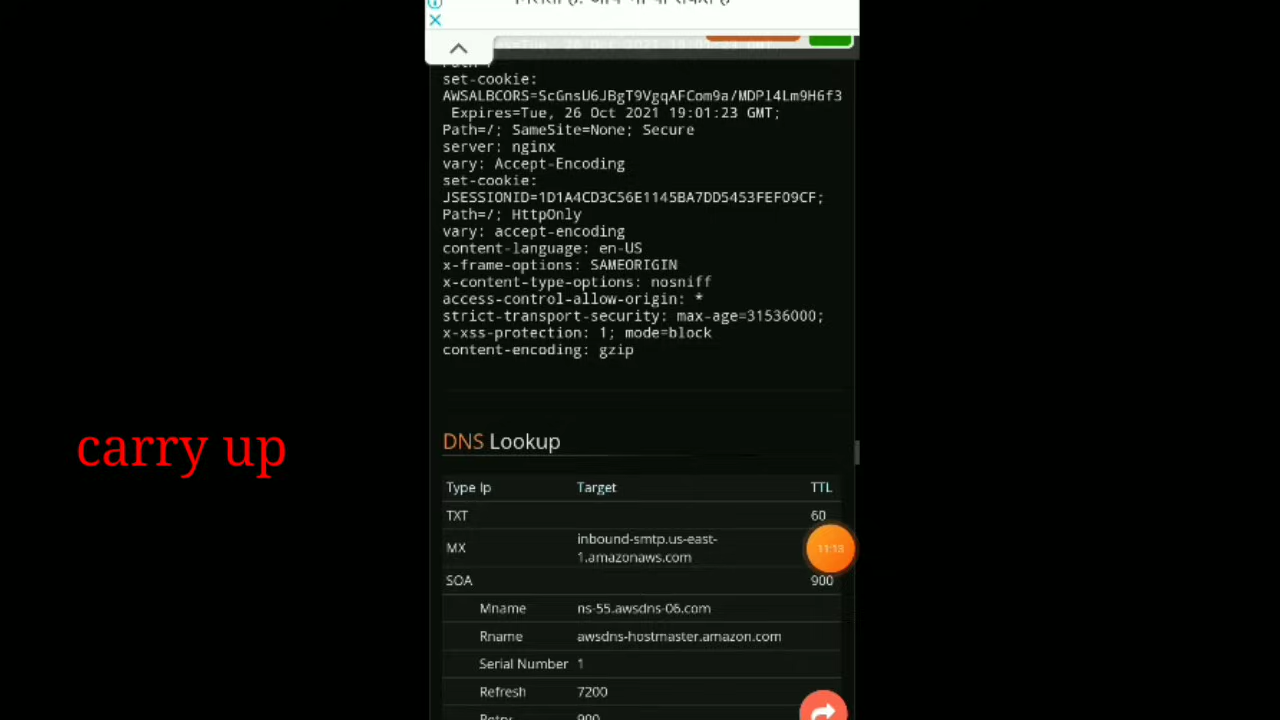 set-cookie:
AWSALBCORS=ScGnsU6JBgT9VgqAFCom9a/MDPl4Lm9H6f3
Expires=Tue, 26 Oct 2021 19:01:23 GMT;
Path=/; SameSite=None; Secure
server: nginx
vary: Accept-Encoding
set-cookie:
JSESSIONID=1D1A4CD3C56E1145BA7DD5453FEF09CF;
Path=/; HttpOnly
vary: accept-encoding
content-language: en-US
x-frame-options: SAMEORIGIN
x-content-type-options: nosniff
access-control-allow-origin: *
strict-transport-security: max-age=31536000;
x-xss-protection: 1; mode=block
content-encoding: gzip
carry up
DNS Lookup
Type Ip Target TTL
TXT 60
MX inbound-smtp.us-east-
1.amazonaws.com
11:13
SOA 900
Mname ns-55.awsdns-06.com
Rname awsdns-hostmaster.amazon.com
Serial Number 1
Refresh 7200
Retry 900